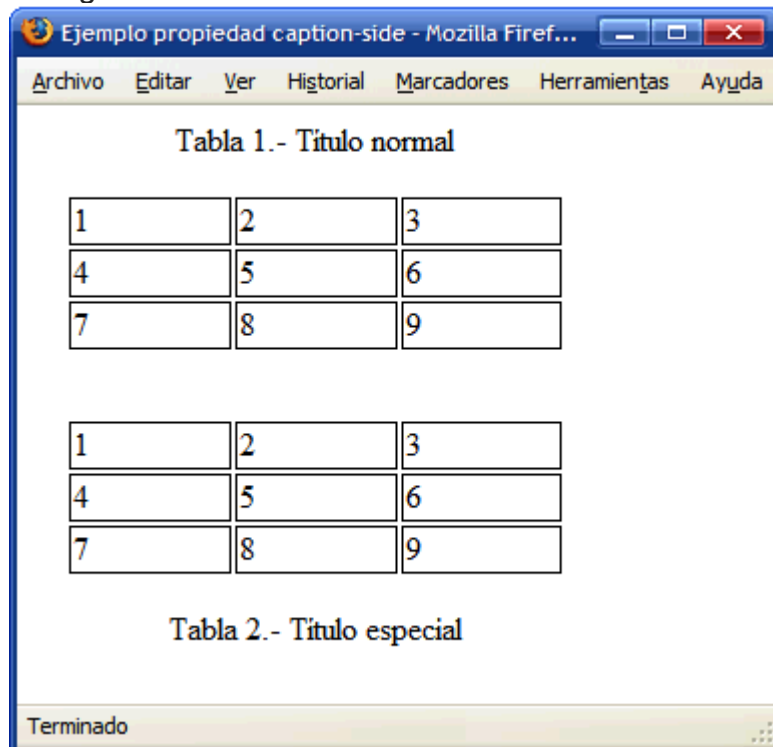 Ejemplo propiedad caption-side - Mozilla Firef...
Archivo Editar Ver Historial Marcadores Herramientas Ayuda
Tabla 1.- Título normal
1 2 3
4 5 6
7 8 9
1 2 3
4 5 6
7 8 9
Tabla 2.- Título especial
Terminado